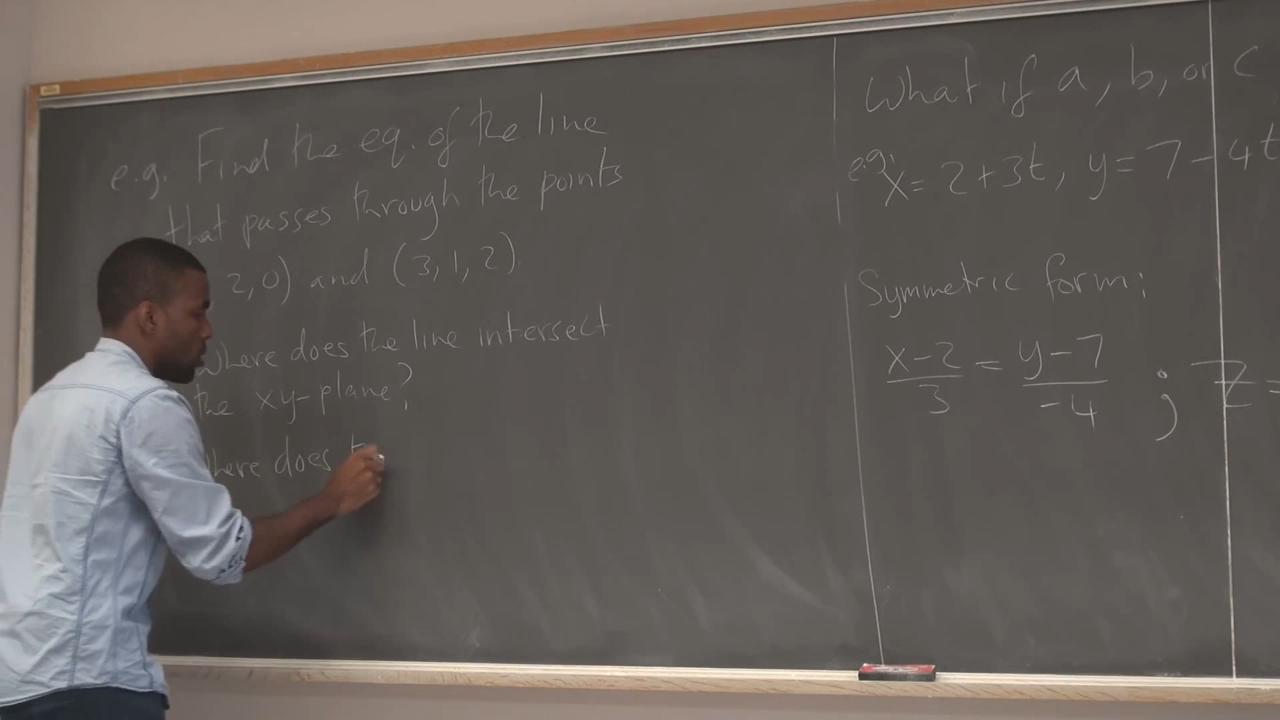 e.g. Find the eq. of the line
that passes through the points
2,0) and (3,1,2).
Where does the line intersect
the xy-plane?
here does
What if a, b, or c
e.g. x= 2+3t, y= 7-4t
Symmetric form:
x-2/3 = y-7/-4 ; z=